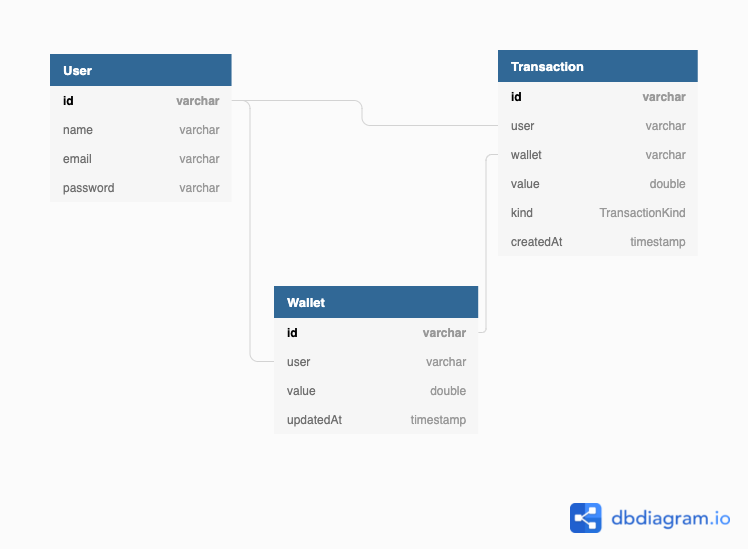 User
id varchar
name varchar
email varchar
password varchar
Transaction
id varchar
user varchar
wallet varchar
value double
kind TransactionKind
createdAt timestamp
Wallet
id varchar
user varchar
value double
updatedAt timestamp
dbdiagram.io